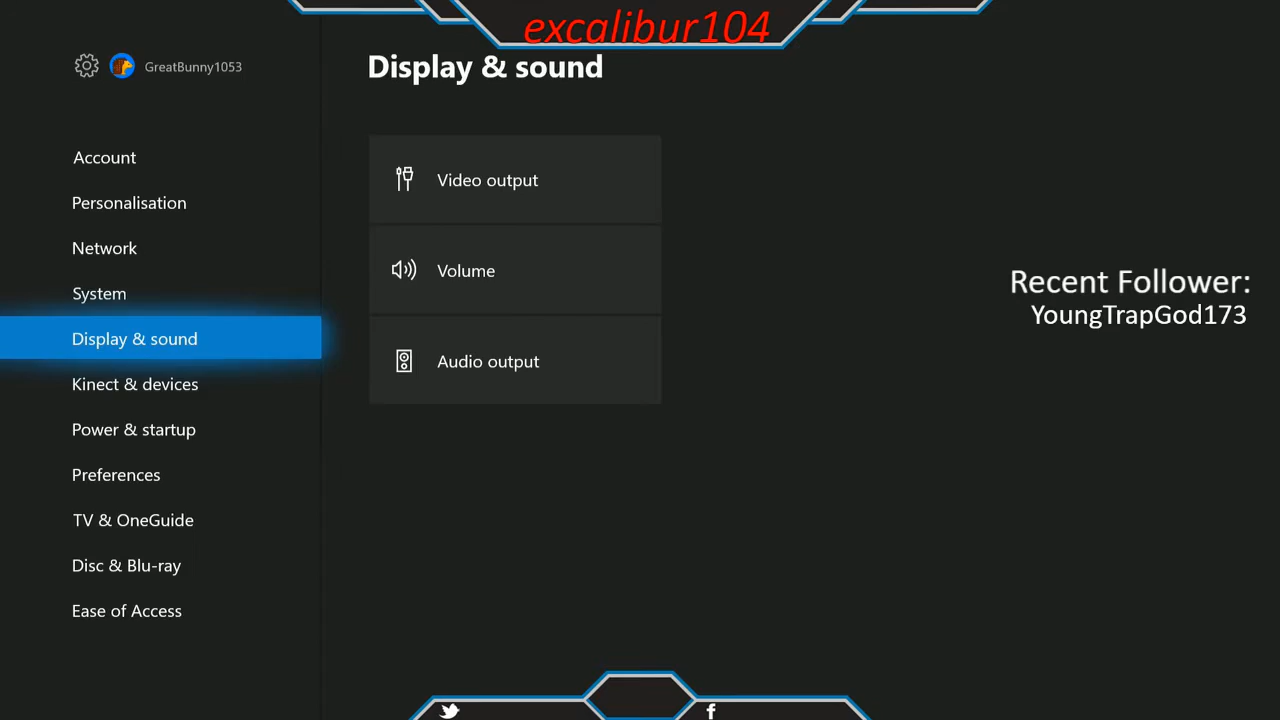 excalibur104
GreatBunny1053
Display & sound
Account
Personalisation
Network
System
Display & sound
Kinect & devices
Power & startup
Preferences
TV & OneGuide
Disc & Blu-ray
Ease of Access
Video output
Volume
Audio output
Recent Follower:
YoungTrapGod173